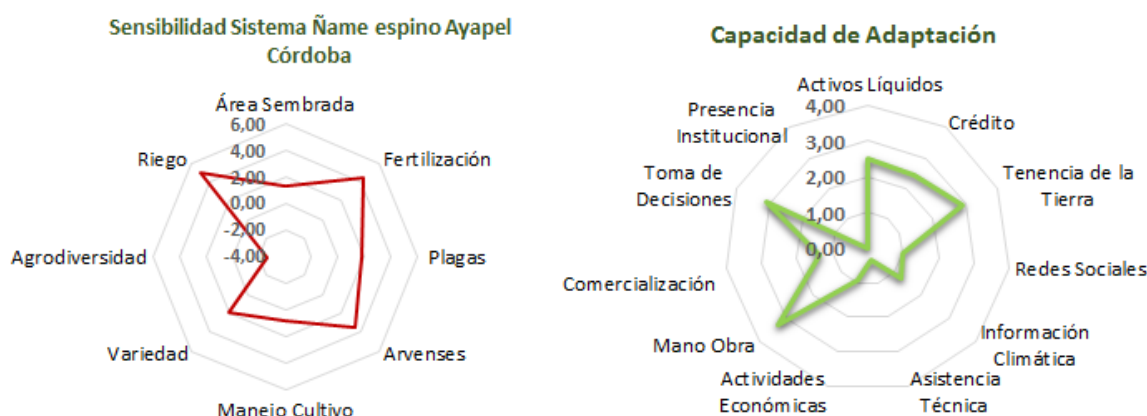 Sensibilidad Sistema Ñame espino Ayapel
Córdoba
Área Sembrada
6,00
4,00
2,00
0,00
-2,00
-4,00
Fertilización
Plagas
Arvenses
Manejo Cultivo
Variedad
Agrodiversidad
Riego
Capacidad de Adaptación
Activos Líquidos
4,00
3,00
2,00
1,00
0,00
Crédito
Tenencia de la
Tierra
Redes Sociales
Información
Climática
Asistencia
Técnica
Actividades
Económicas
Mano Obra
Comercialización
Toma de
Decisiones
Presencia
Institucional